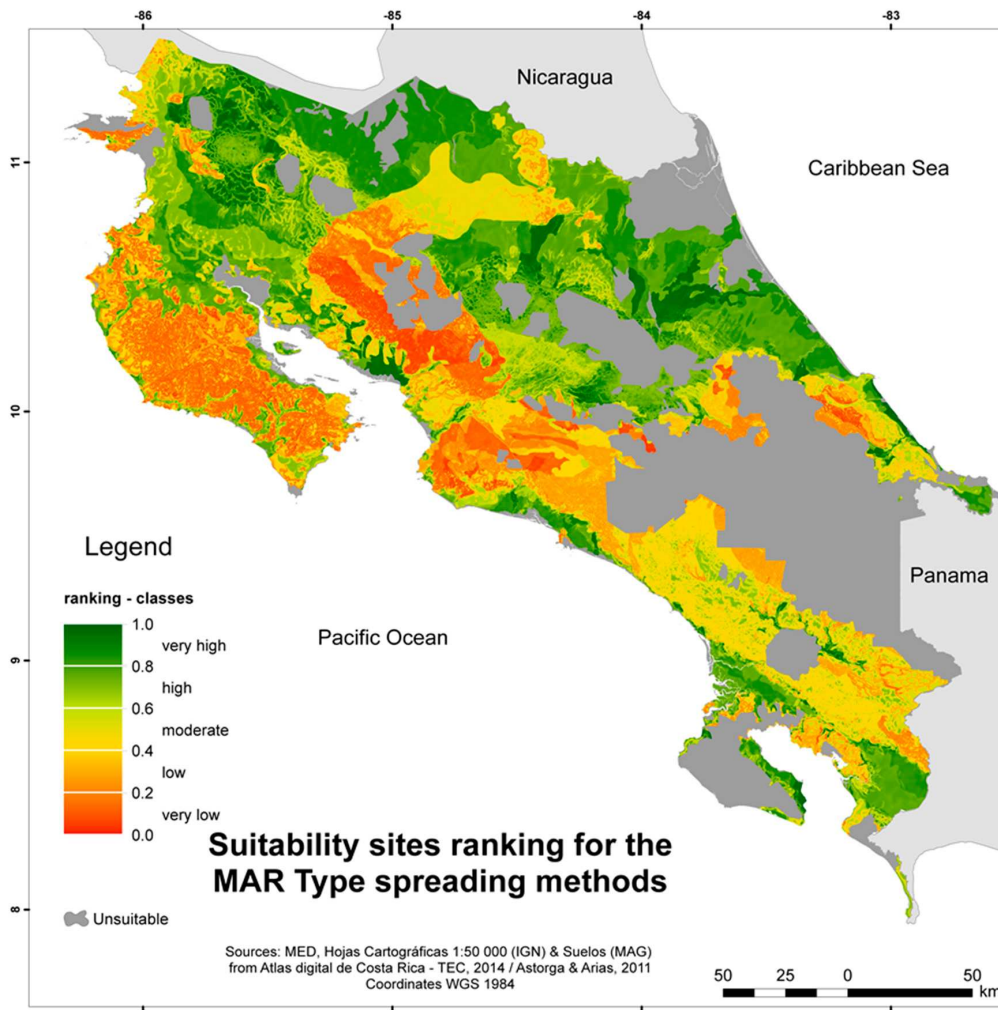 -86
-85
-84
-83
Nicaragua
11
Caribbean Sea
10
Legend
Panama
ranking - classes
Pacific Ocean
1.0
very high
0.8
high
0.6
moderate
0.4
low
0.2
very low
0.0
9
Suitability sites ranking for the
MAR Type spreading methods
8
Unsuitable
Sources: MED, Hojas Cartográficas 1:50 000 (IGN) & Suelos (MAG)
from Atlas digital de Costa Rica - TEC, 2014 / Astorga & Arias, 2011
Coordinates WGS 1984
50 25 0 50
km